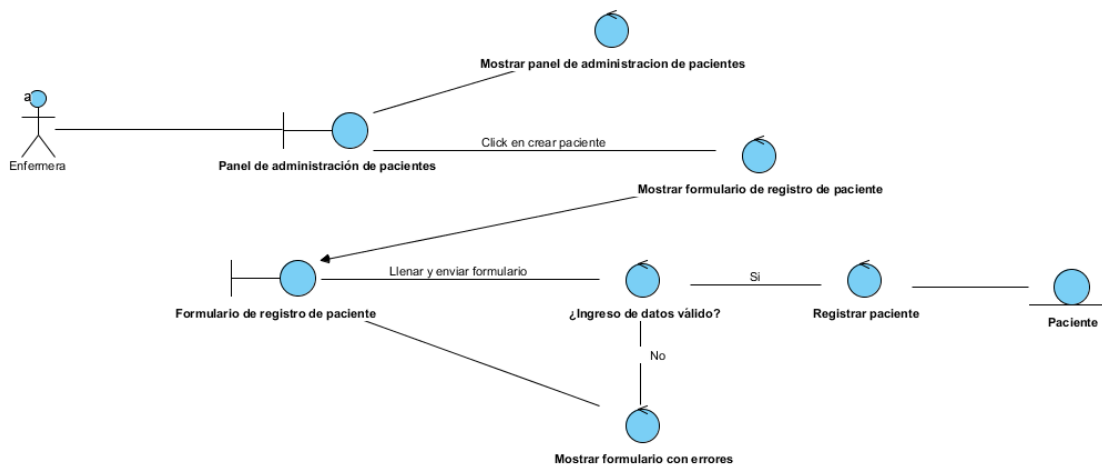 Mostrar panel de administracion de pacientes
a
Enfermera
Panel de administración de pacientes
Click en crear paciente
Mostrar formulario de registro de paciente
Formulario de registro de paciente
Llenar y enviar formulario
¿Ingreso de datos válido?
Si
Registrar paciente
Paciente
No
Mostrar formulario con errores